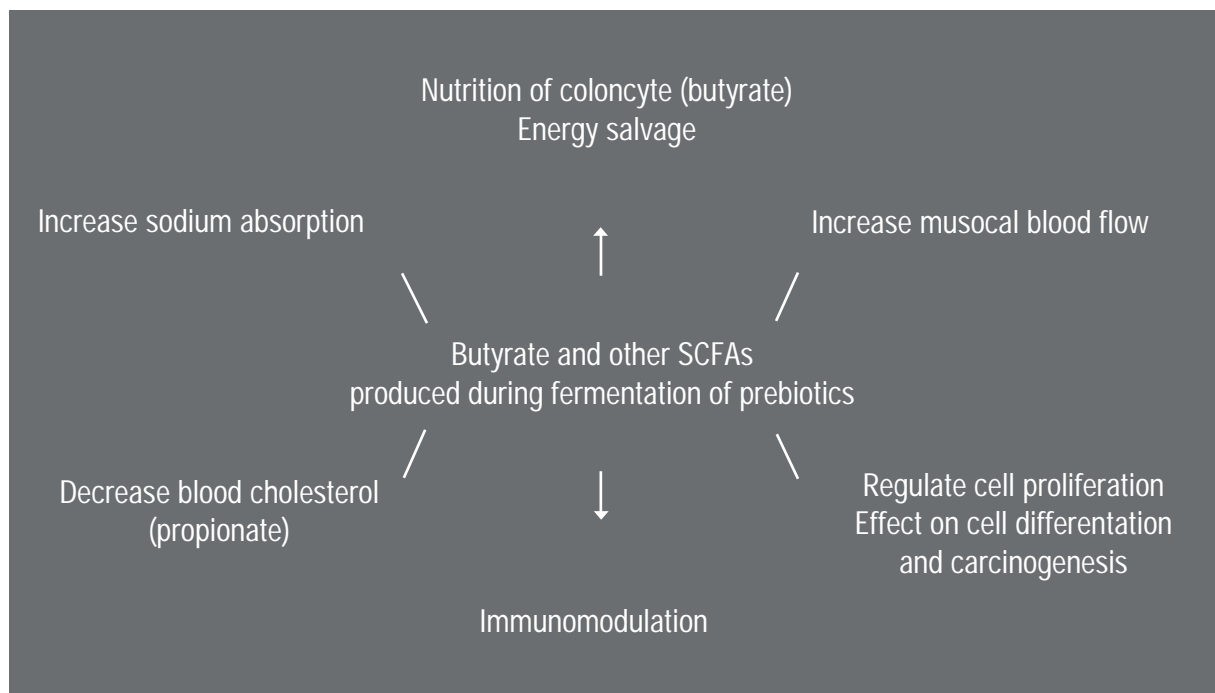 Nutrition of coloncyte (butyrate)
Energy salvage
Increase sodium absorption
Increase musocal blood flow
Butyrate and other SCFAs
produced during fermentation of prebiotics
Decrease blood cholesterol
(propionate)
Regulate cell proliferation
Effect on cell differentation
and carcinogenesis
Immunomodulation